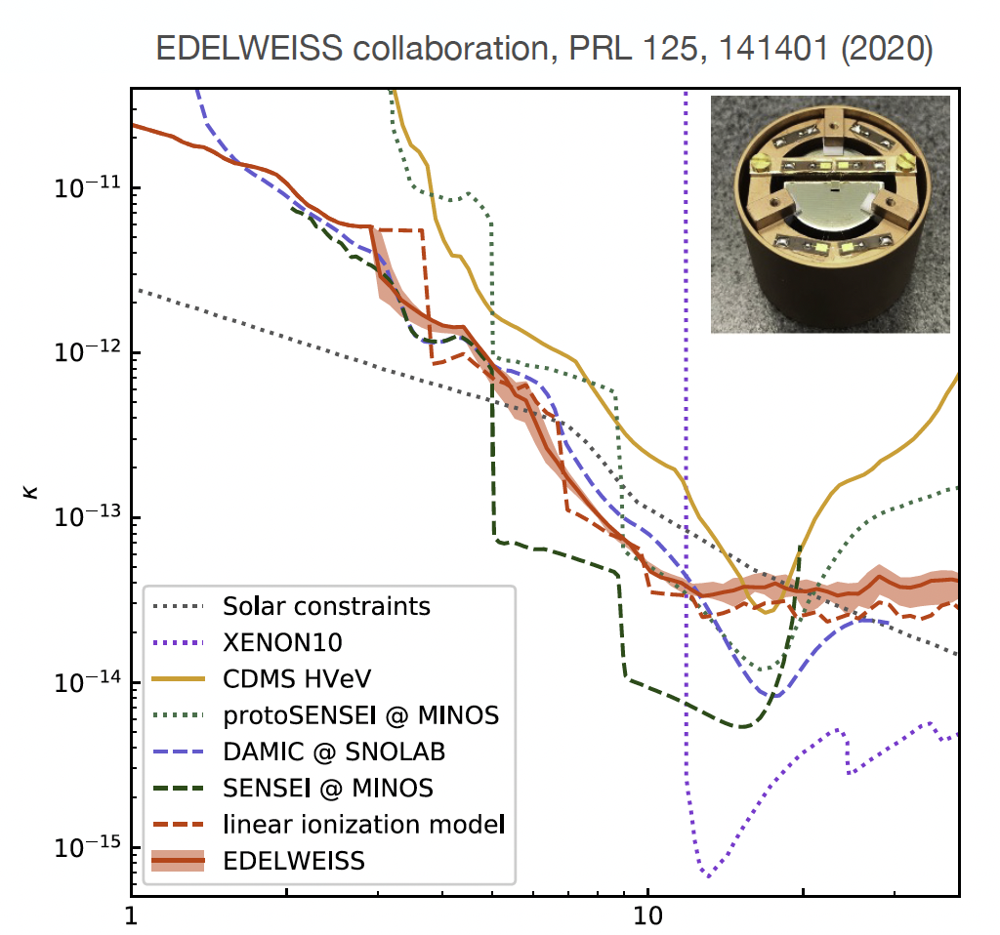 EDELWEISS collaboration, PRL 125, 141401 (2020)
10⁻¹¹
10⁻¹²
10⁻¹³
10⁻¹⁴
10⁻¹⁵
κ
Solar constraints
XENON10
CDMS HVeV
protoSENSEI @ MINOS
DAMIC @ SNOLAB
SENSEI @ MINOS
linear ionization model
EDELWEISS
1
10